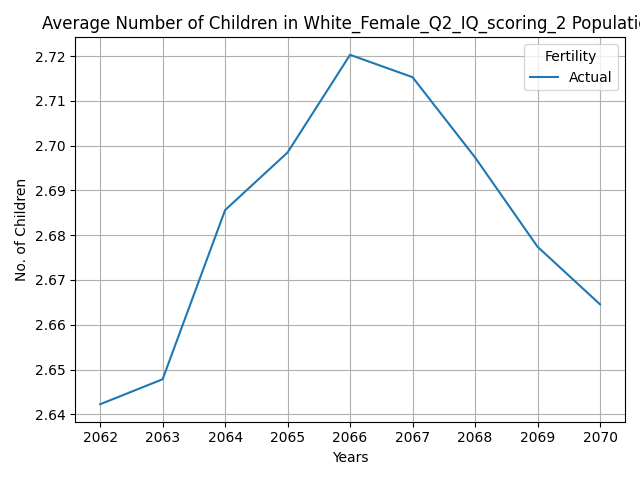 Average Number of Children in White_Female_Q2_IQ_scoring_2 Populatio
Fertility
Actual
No. of Children
2.72
2.71
2.70
2.69
2.68
2.67
2.66
2.65
2.64
2062 2063 2064 2065 2066 2067 2068 2069 2070
Years